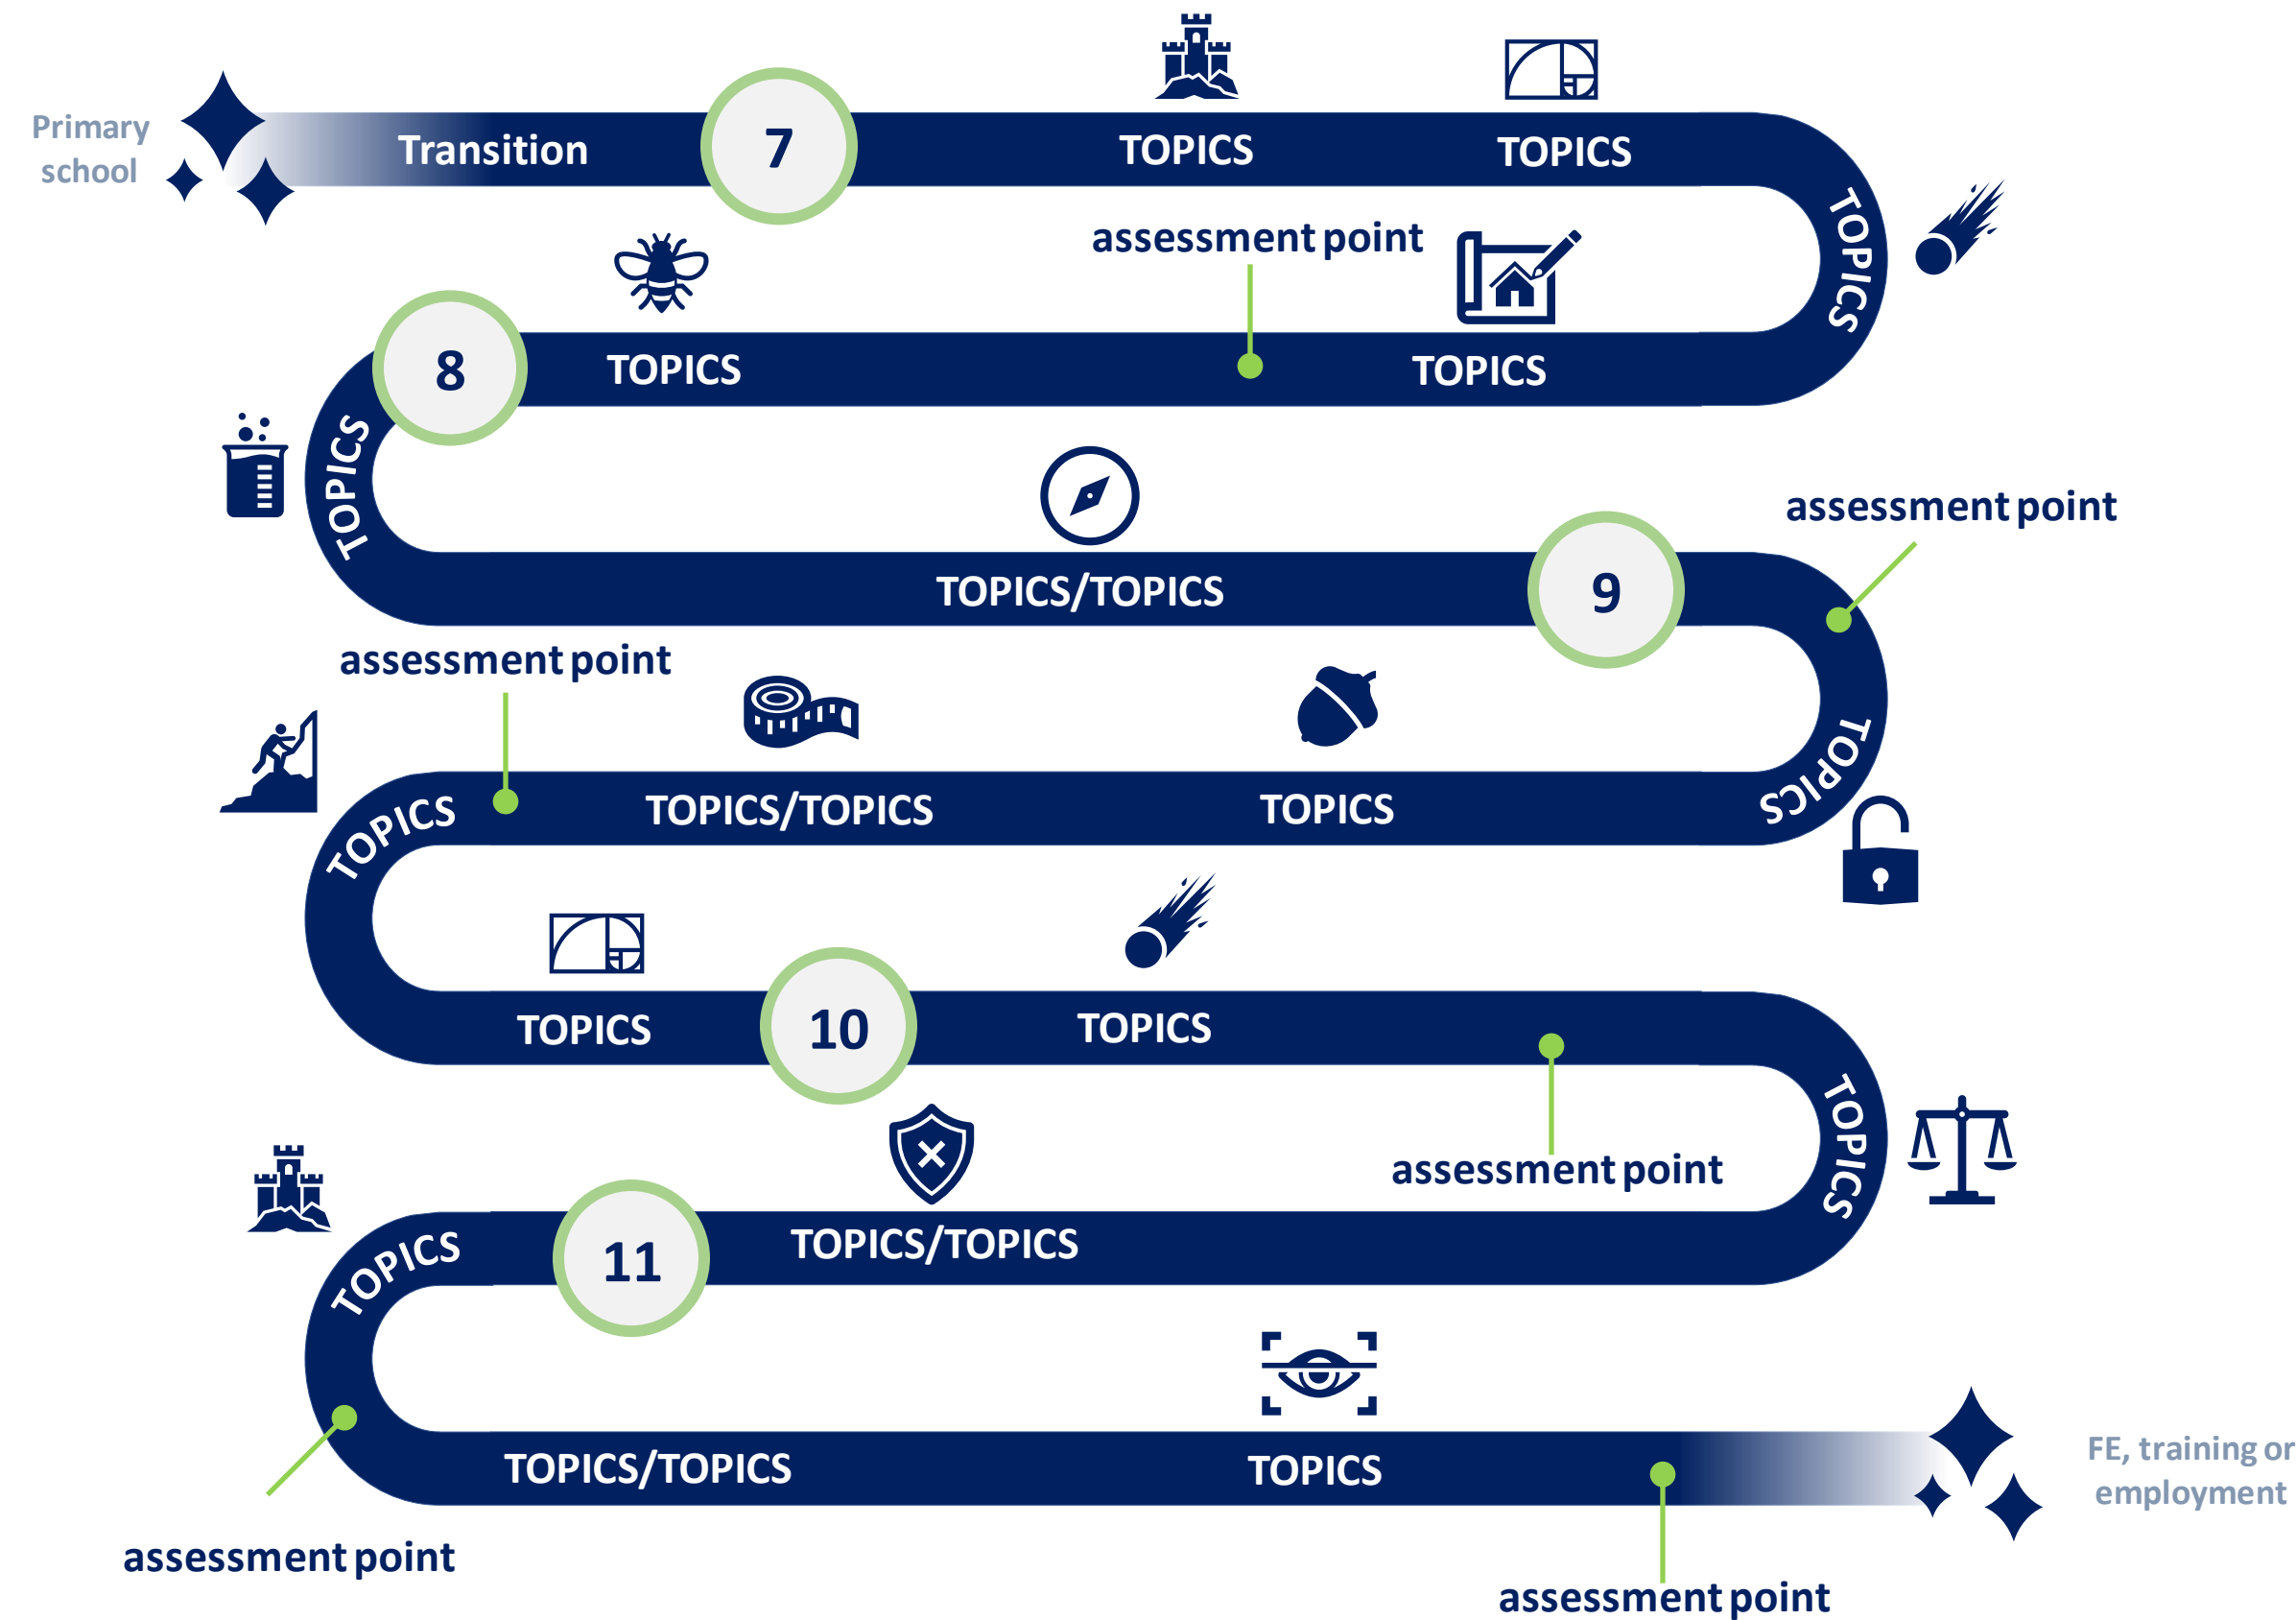 Primary
school
Transition
7
TOPICS
TOPICS
TOPICS
assessment point
TOPICS
TOPICS
8
TOPICS
TOPICS/TOPICS
9
assessment point
TOPICS
TOPICS
TOPICS/TOPICS
assessment point
TOPICS
TOPICS
10
TOPICS
assessment point
TOPICS
TOPICS/TOPICS
11
TOPICS
assessment point
TOPICS/TOPICS
TOPICS
assessment point
FE, training or
employment